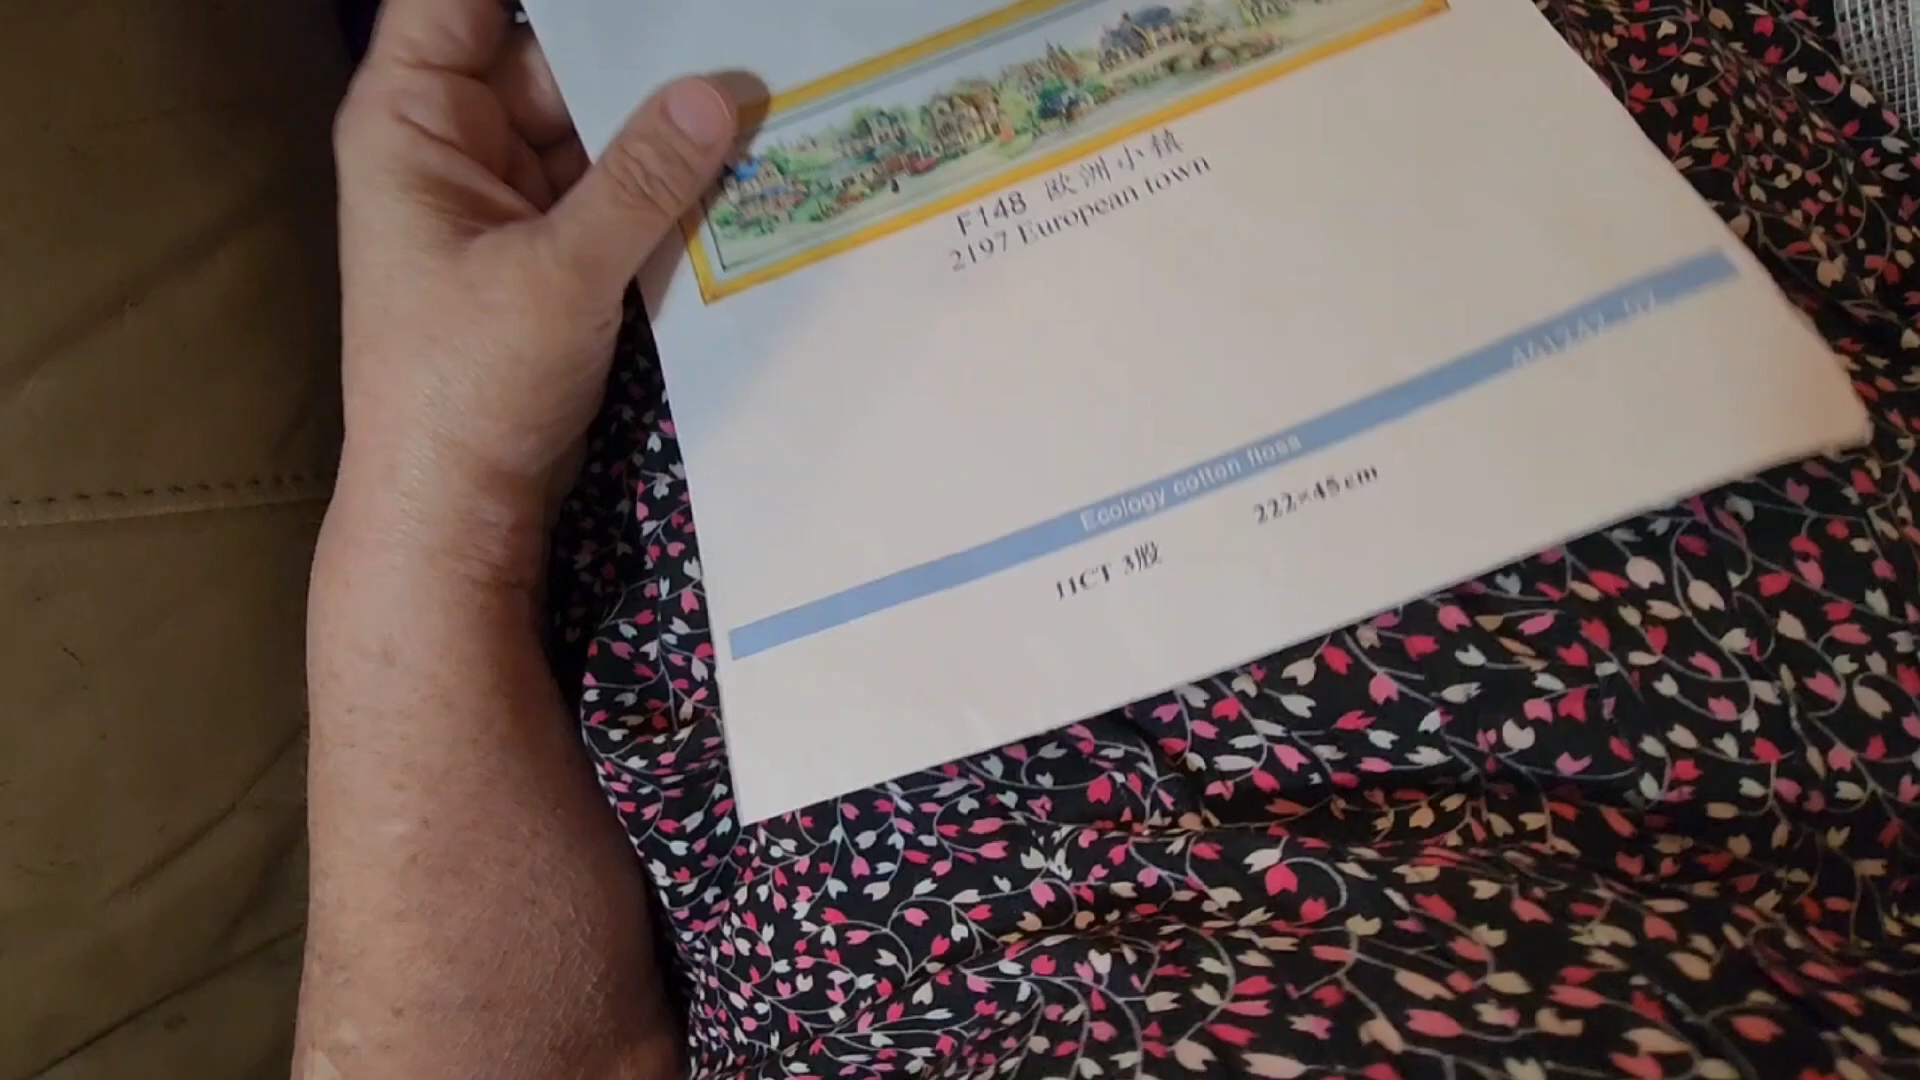 F148 欧洲小镇
2197 European town
Ecology cotton floss
11CT 3股
222×45cm